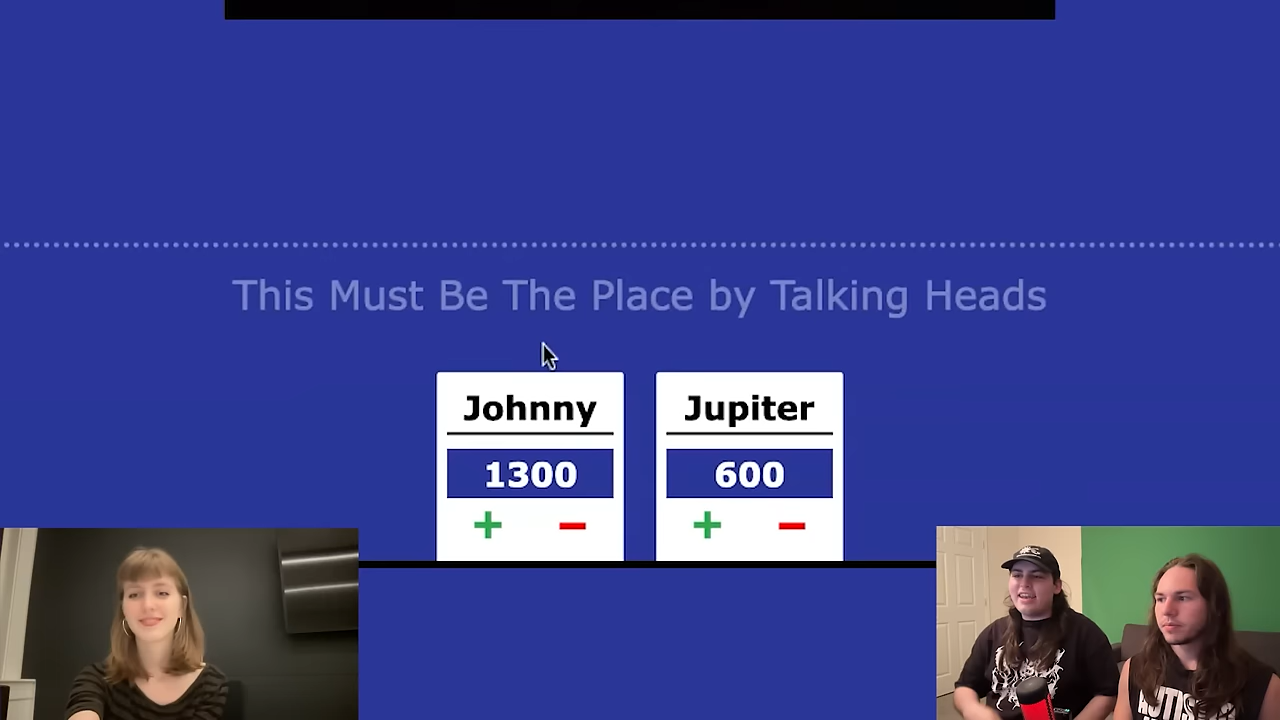 This Must Be The Place by Talking Heads
Johnny
Jupiter
1300
600
+ −
+ −